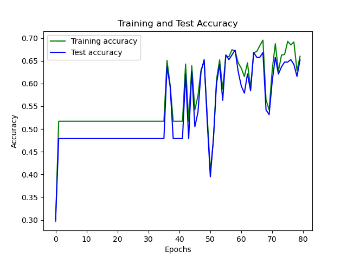 Training and Test Accuracy
Training accuracy
Test accuracy
0.70
0.65
0.60
0.55
0.50
0.45
0.40
0.35
0.30
Accuracy
0 10 20 30 40 50 60 70 80
Epochs